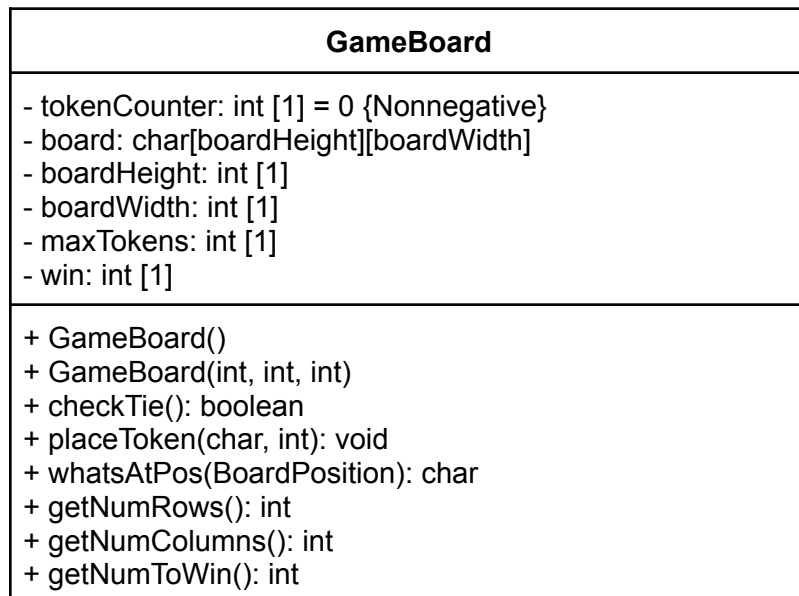 GameBoard
- tokenCounter: int [1] = 0 {Nonnegative}
- board: char[boardHeight][boardWidth]
- boardHeight: int [1]
- boardWidth: int [1]
- maxTokens: int [1]
- win: int [1]
+ GameBoard()
+ GameBoard(int, int, int)
+ checkTie(): boolean
+ placeToken(char, int): void
+ whatsAtPos(BoardPosition): char
+ getNumRows(): int
+ getNumColumns(): int
+ getNumToWin(): int